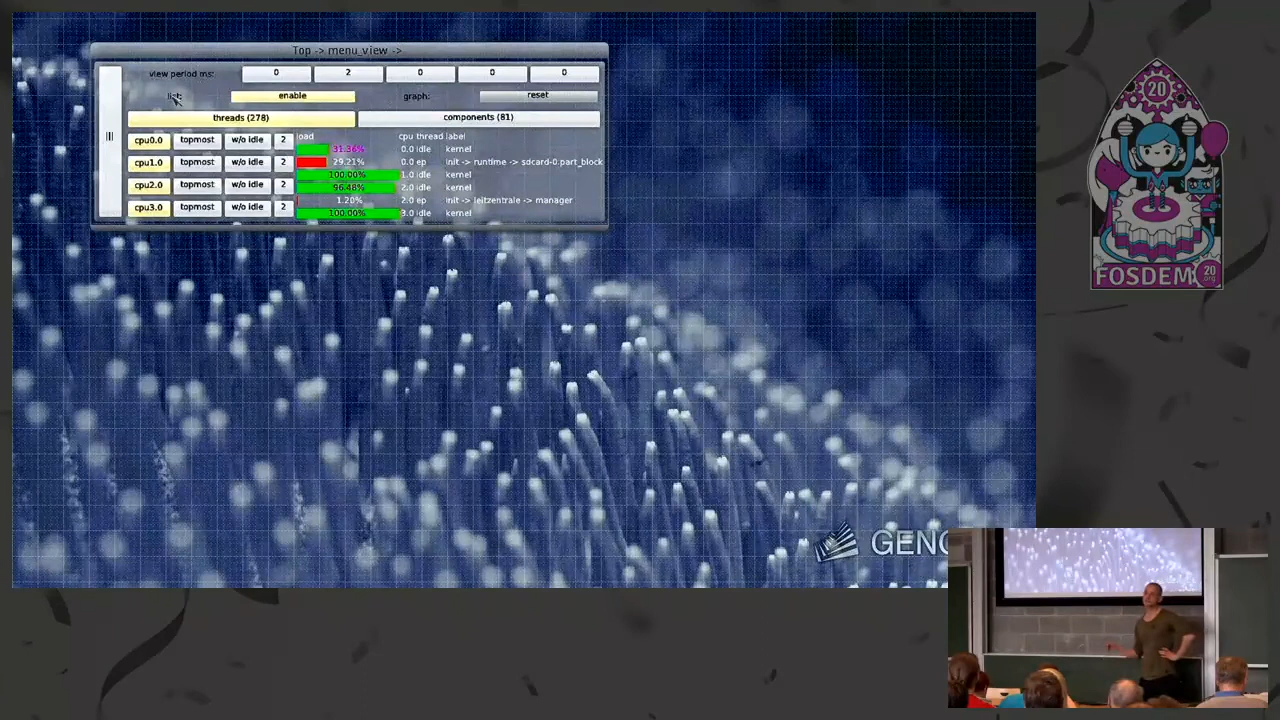 Top -> menu_view ->
view period ms: 0 2 0 0 0
list: enable graph: reset
threads (278) components (81)
load cpu thread label
cpu0.0 topmost w/o idle 2
31.36% 0.0 idle kernel
cpu1.0 topmost w/o idle 2
29.21% 0.0 ep init -> runtime -> sdcard-0.part_block
100.00% 1.0 idle kernel
cpu2.0 topmost w/o idle 2
96.48% 2.0 idle kernel
1.20% 2.0 ep init -> leitzentrale -> manager
cpu3.0 topmost w/o idle 2
100.00% 3.0 idle kernel
20
FOSDEM 20
.org
GENO